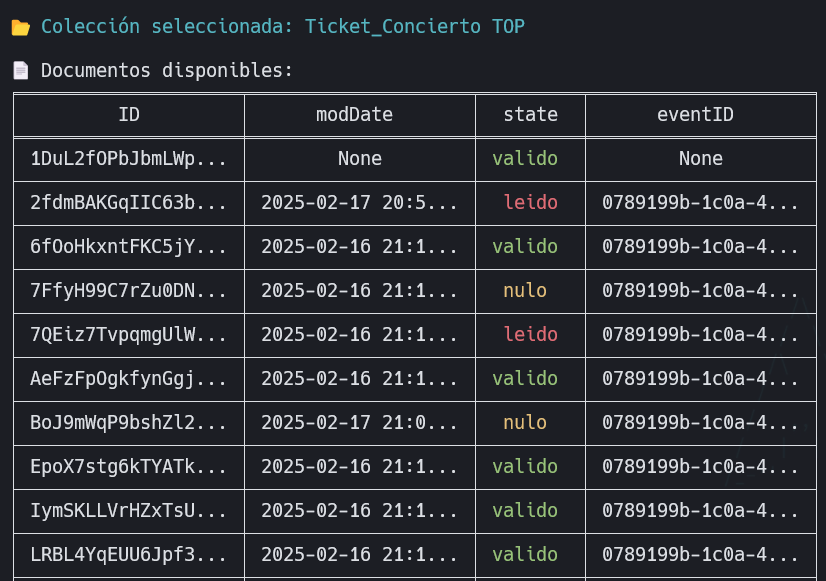 📂 Colección seleccionada: Ticket_Concierto TOP
📄 Documentos disponibles:
ID modDate state eventID
1DuL2fOPbJbmLWp... None valido None
2fdmBAKGqIIC63b... 2025-02-17 20:5... leido 0789199b-1c0a-4...
6fOoHkxntFKC5jY... 2025-02-16 21:1... valido 0789199b-1c0a-4...
7FfyH99C7rZu0DN... 2025-02-16 21:1... nulo 0789199b-1c0a-4...
7QEiz7TvpqmgUlW... 2025-02-16 21:1... leido 0789199b-1c0a-4...
AeFzFpOgkfynGgj... 2025-02-16 21:1... valido 0789199b-1c0a-4...
BoJ9mWqP9bshZl2... 2025-02-17 21:0... nulo 0789199b-1c0a-4...
EpoX7stg6kTYATk... 2025-02-16 21:1... valido 0789199b-1c0a-4...
IymSKLLVrHZxTsU... 2025-02-16 21:1... valido 0789199b-1c0a-4...
LRBL4YqEUU6Jpf3... 2025-02-16 21:1... valido 0789199b-1c0a-4...